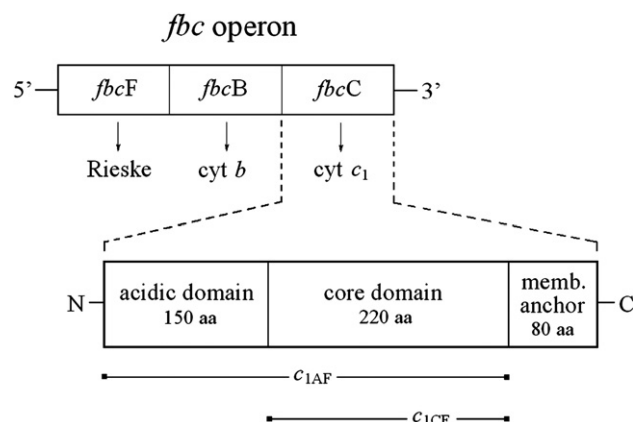 fbc operon
5’ fbcF fbcB fbcC 3’
Rieske cyt b cyt c₁
N acidic domain core domain memb. anchor C
150 aa 220 aa 80 aa
c₁AF
c₁CF